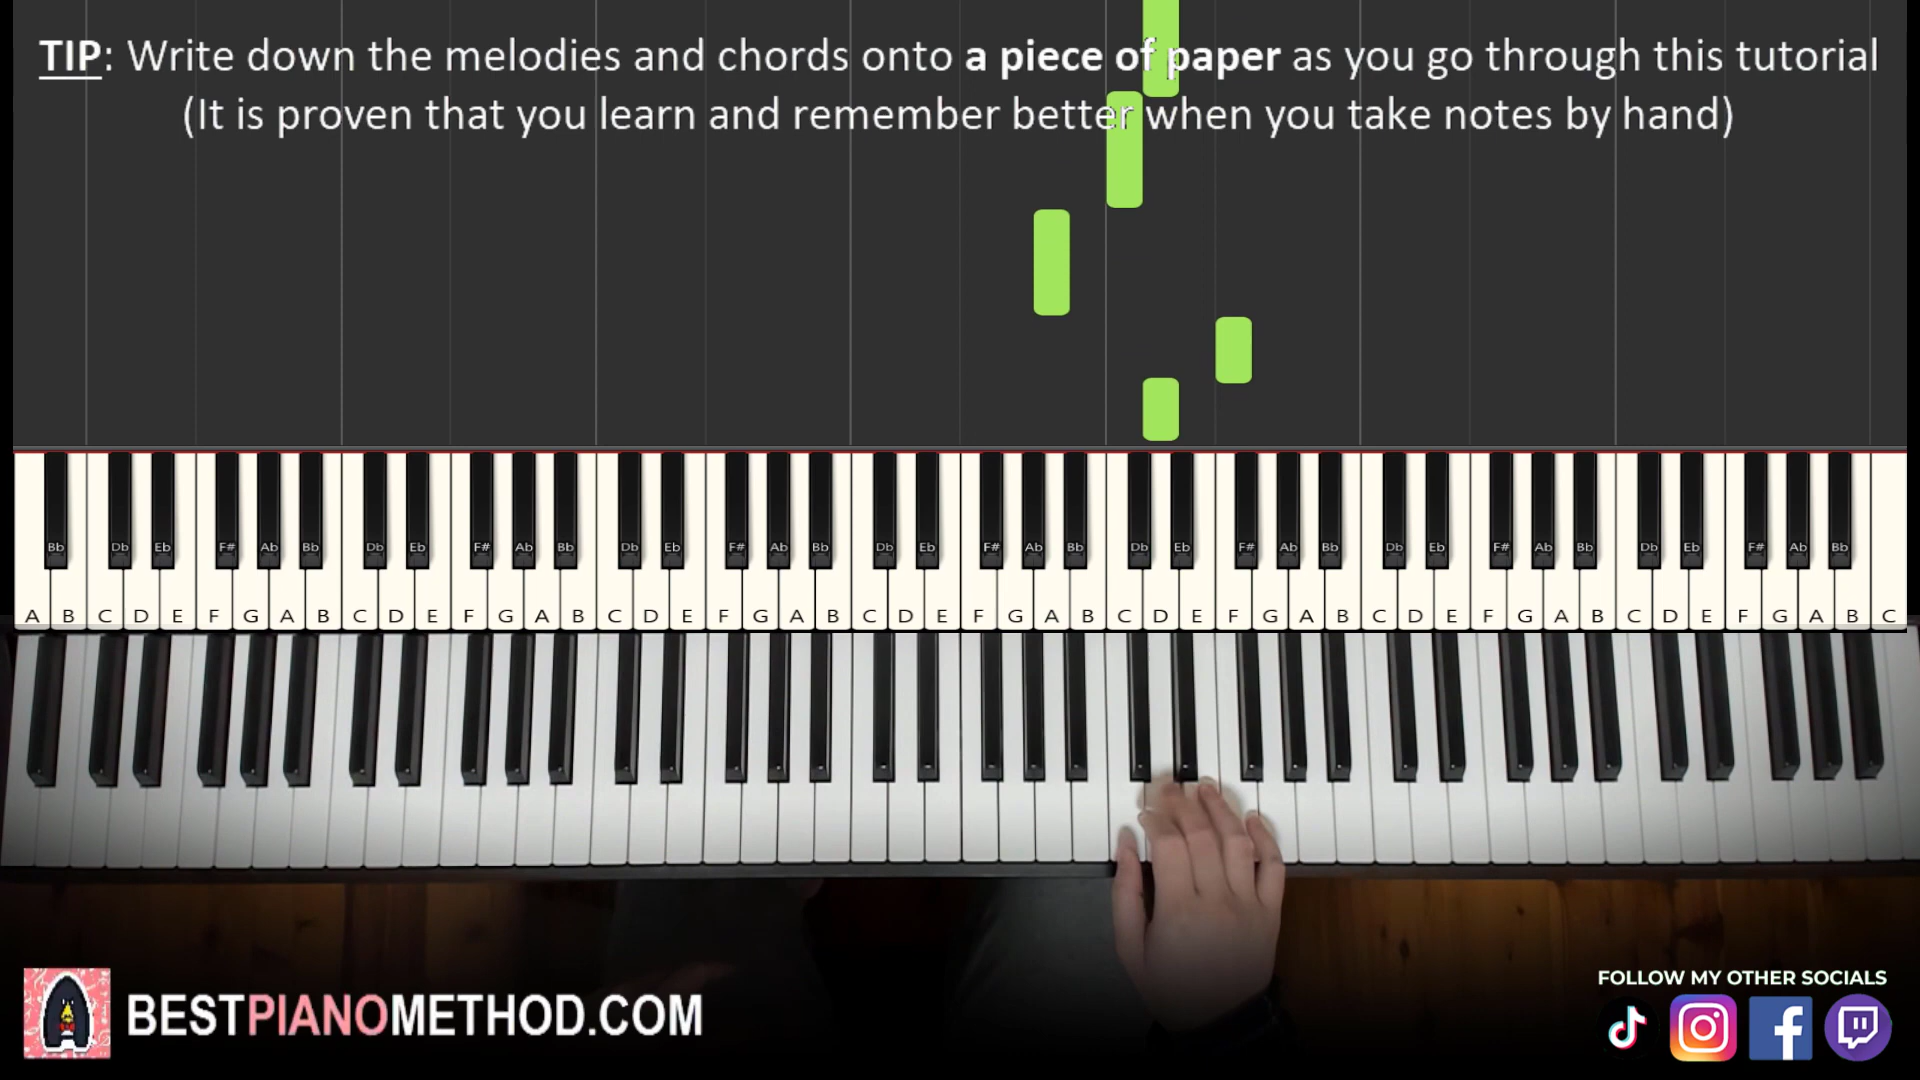 TIP: Write down the melodies and chords onto a piece of paper as you go through this tutorial
(It is proven that you learn and remember better when you take notes by hand)
Bb Db Eb F# Ab Bb Db Eb F# Ab Bb Db Eb F# Ab Bb Db Eb F# Ab Bb Db Eb F# Ab Bb Db Eb F# Ab Bb Db Eb F# Ab Bb
A B C D E F G A B C D E F G A B C D E F G A B C D E F G A B C D E F G A B C D E F G A B C D E F G A B C
FOLLOW MY OTHER SOCIALS
BESTPIANOMETHOD.COM